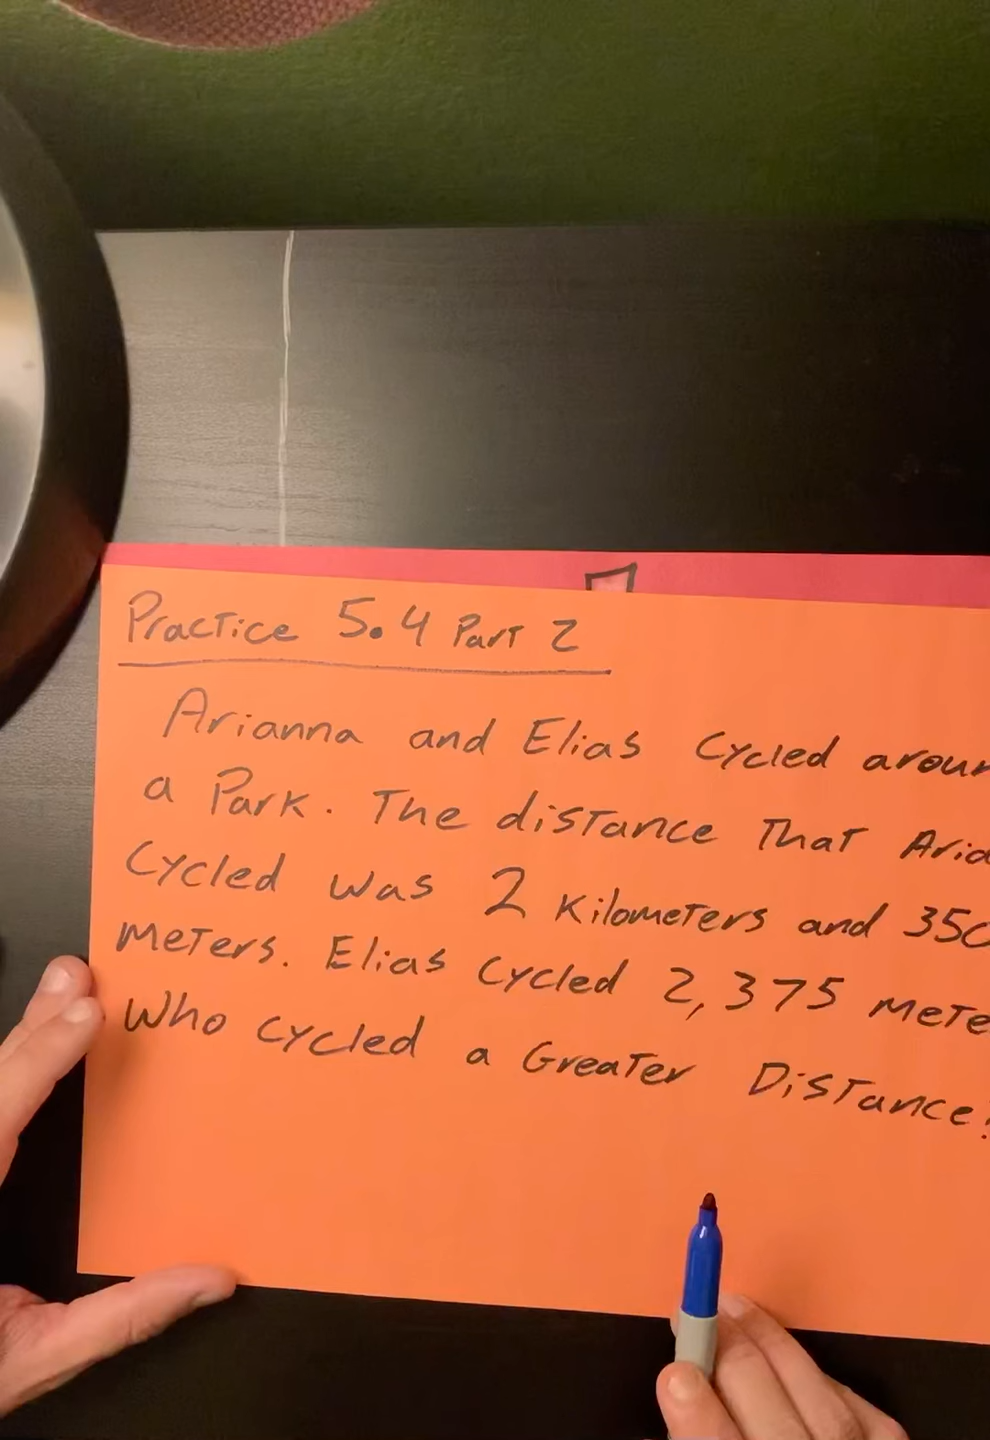 Practice 5.4 Part 2
Arianna and Elias Cycled
a Park. The distance That
Cycled was 2 Kilometers and
meters. Elias Cycled 2,375
Who cycled a Greater Distance?